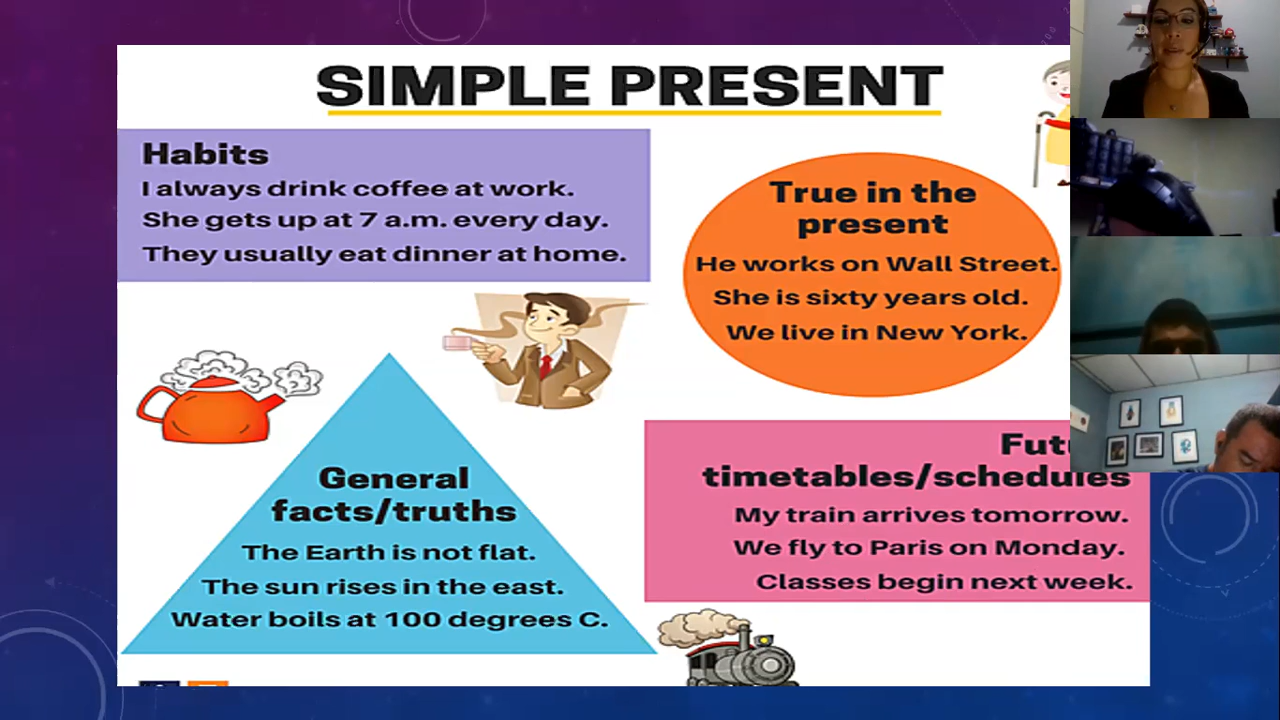 SIMPLE PRESENT
Habits
I always drink coffee at work.
She gets up at 7 a.m. every day.
They usually eat dinner at home.
True in the
present
He works on Wall Street.
She is sixty years old.
We live in New York.
General
facts/truths
The Earth is not flat.
The sun rises in the east.
Water boils at 100 degrees C.
timetables/schedules
My train arrives tomorrow.
We fly to Paris on Monday.
Classes begin next week.